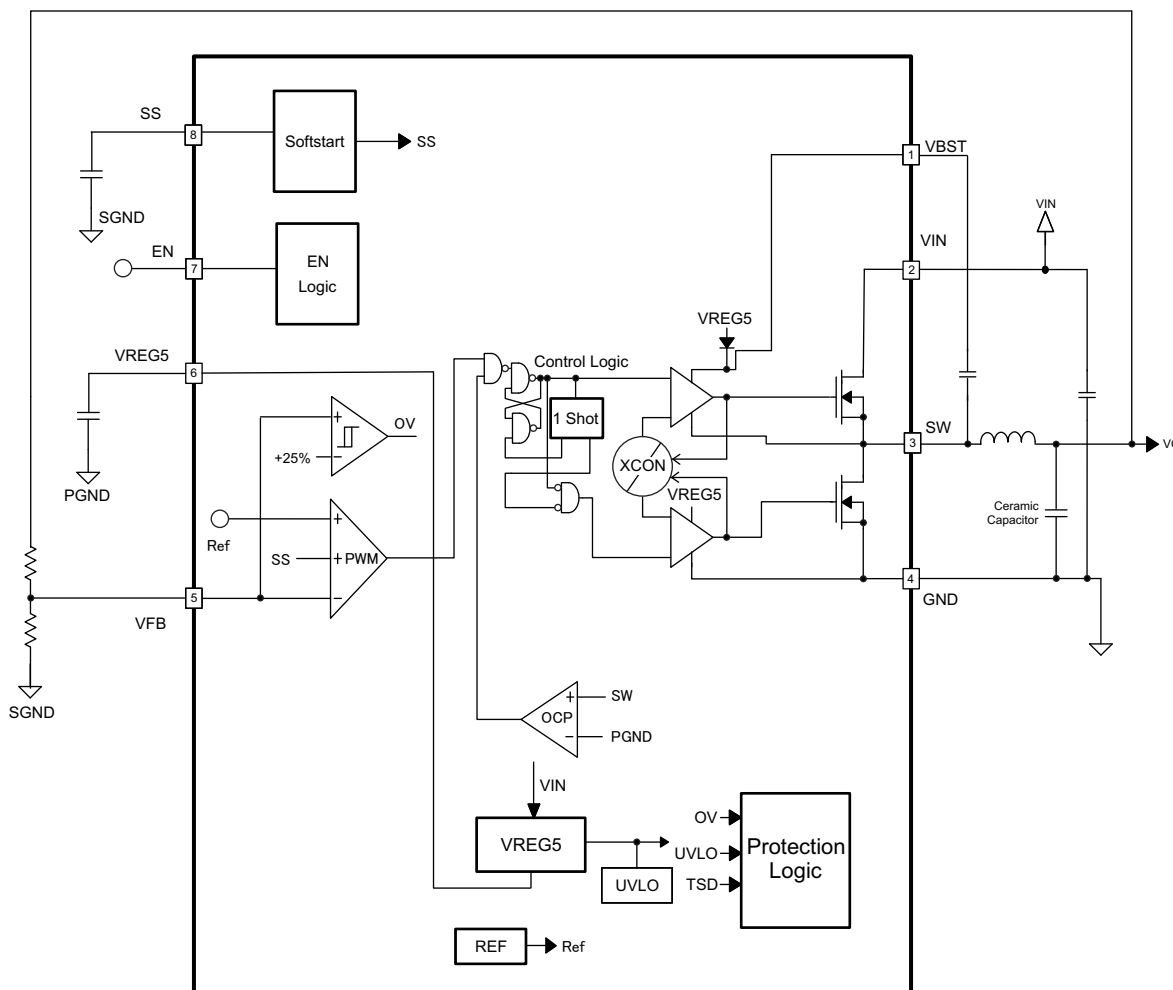 SS
8
Softstart
SS
SGND
EN
7
EN
Logic
VREG5
6
PGND
+
+25%
−
OV
Ref
SS
+
+
−
PWM
5
VFB
SGND
Control Logic
1 Shot
VREG5
XCON
VREG5
1
VBST
VIN
VIN
2
SW
3
Ceramic
Capacitor
4
GND
OCP
+
SW
−
PGND
VIN
VREG5
UVLO
OV
UVLO
TSD
Protection
Logic
REF
Ref